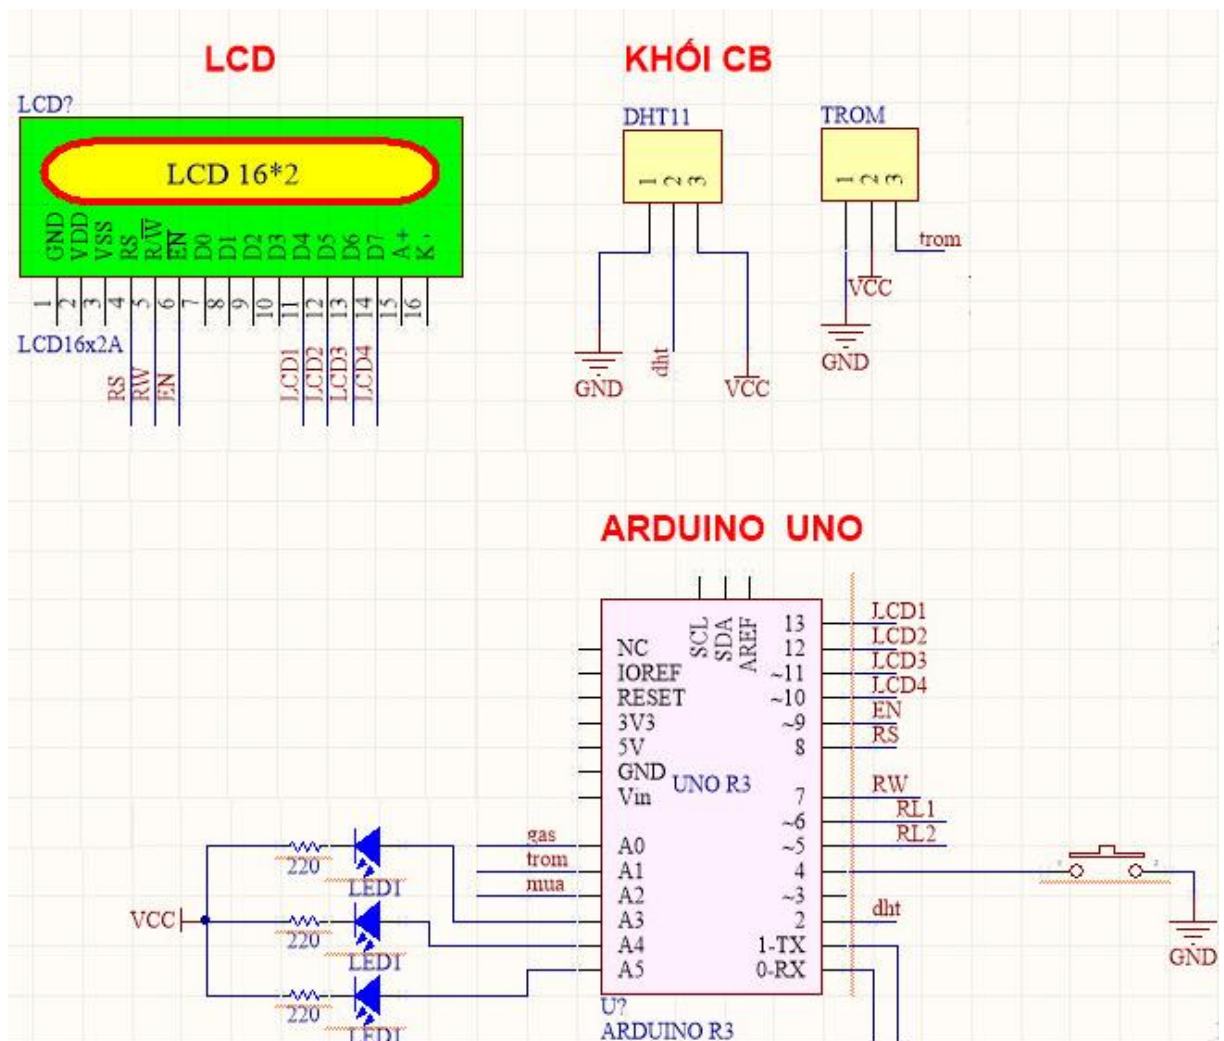 LCD
KHỐI CB
LCD?
DHT11
TROM
LCD 16*2
GND
VDD
VSS
RS
R/W
EN
D0
D1
D2
D3
D4
D5
D6
D7
A+
K-
1
2
3
4
5
6
7
8
9
10
11
12
13
14
15
16
LCD16x2A
RS
RW
EN
LCD1
LCD2
LCD3
LCD4
1
2
3
GND
dht
VCC
1
2
3
trom
VCC
GND
ARDUINO UNO
SCL
SDA
AREF
NC
IOREF
RESET
3V3
5V
GND
Vin
UNO R3
gas
A0
trom
A1
mua
A2
A3
A4
A5
13
LCD1
12
LCD2
~11
LCD3
~10
LCD4
~9
EN
8
RS
7
RW
~6
RL1
~5
RL2
4
~3
2
dht
1-TX
0-RX
1
2
GND
VCC
220
LED1
220
LED1
220
LED1
U?
ARDUINO R3